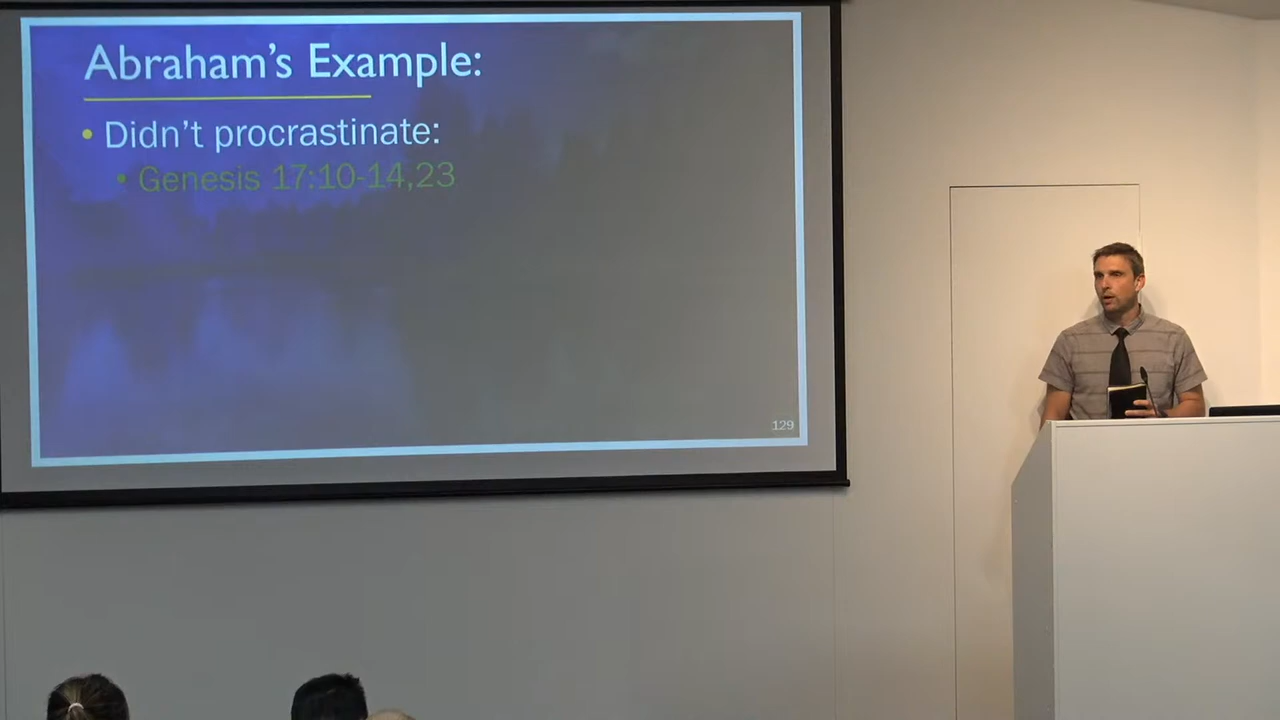 Abraham's Example:
• Didn't procrastinate:
• Genesis 17:10-14,23
129